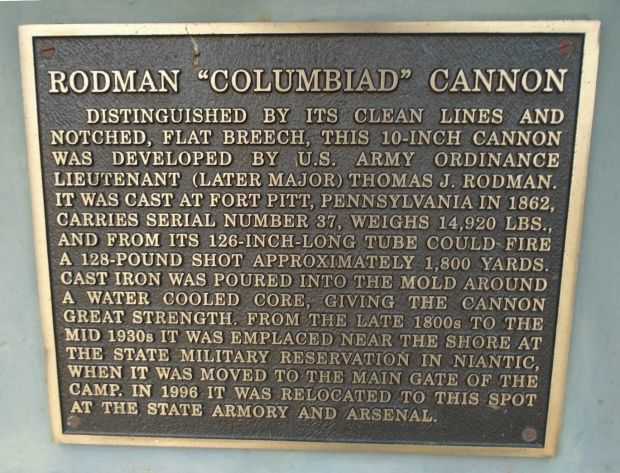 RODMAN “COLUMBIAD” CANNON
DISTINGUISHED BY ITS CLEAN LINES AND
NOTCHED, FLAT BREECH, THIS 10-INCH CANNON
WAS DEVELOPED BY U.S. ARMY ORDINANCE
LIEUTENANT (LATER MAJOR) THOMAS J. RODMAN.
IT WAS CAST AT FORT PITT, PENNSYLVANIA IN 1862,
CARRIES SERIAL NUMBER 37, WEIGHS 14,920 LBS.,
AND FROM ITS 126-INCH-LONG TUBE COULD FIRE
A 128-POUND SHOT APPROXIMATELY 1,800 YARDS.
CAST IRON WAS POURED INTO THE MOLD AROUND
A WATER COOLED CORE, GIVING THE CANNON
GREAT STRENGTH. FROM THE LATE 1800s TO THE
MID 1930s IT WAS EMPLACED NEAR THE SHORE AT
THE STATE MILITARY RESERVATION IN NIANTIC,
WHEN IT WAS MOVED TO THE MAIN GATE OF THE
CAMP. IN 1996 IT WAS RELOCATED TO THIS SPOT
AT THE STATE ARMORY AND ARSENAL.